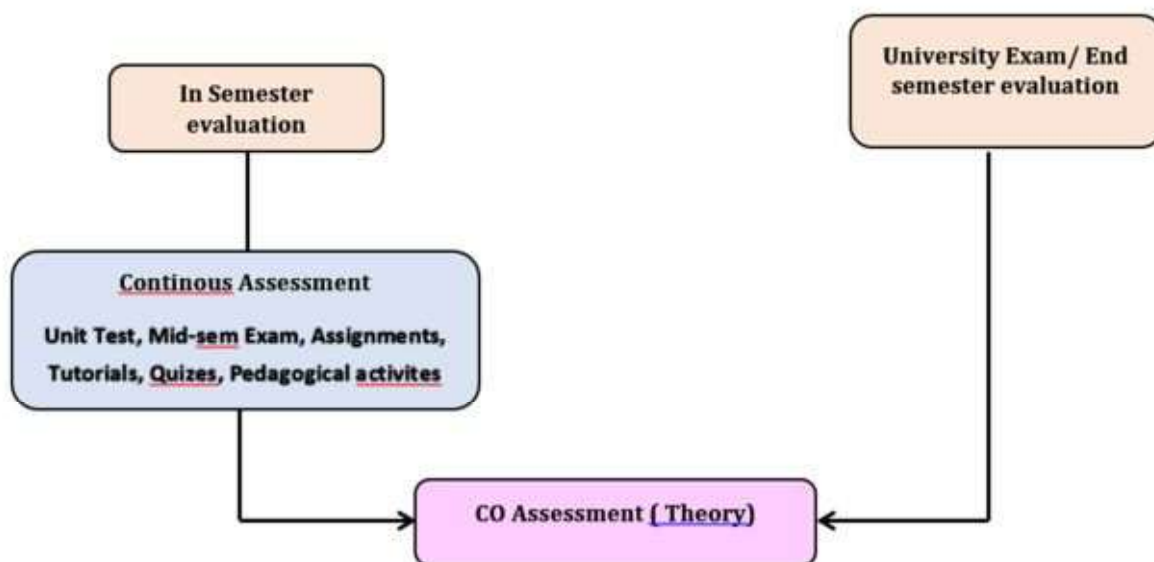 In Semester
evaluation
University Exam/ End
semester evaluation
Continous Assessment
Unit Test, Mid-sem Exam, Assignments,
Tutorials, Quizes, Pedagogical activites
CO Assessment ( Theory)